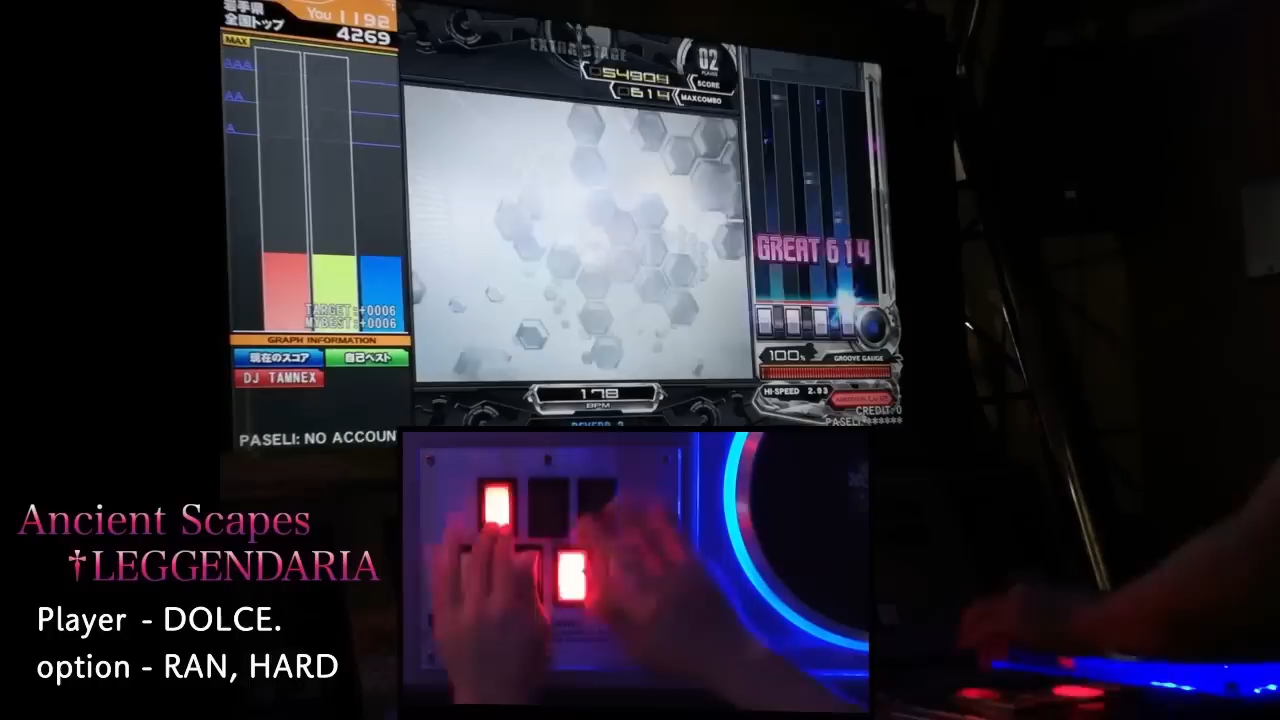 岩手県 You 1192
全国トップ 4269
MAX
AAA
AA
A
EXTRA STAGE
054904
SCORE
0614
MAXCOMBO
02
PLAYER
GREAT 614
TARGET:+0006
MYBEST:+0006
GRAPH INFORMATION
現在のスコア 自己ベスト
DJ TAMNEX
PASELI: NO ACCOUN
178
BPM
100%
GROOVE GAUGE
HI-SPEED 2.93
CREDIT:0
PASELI:******
Ancient Scapes
†LEGGENDARIA
Player - DOLCE.
option - RAN, HARD